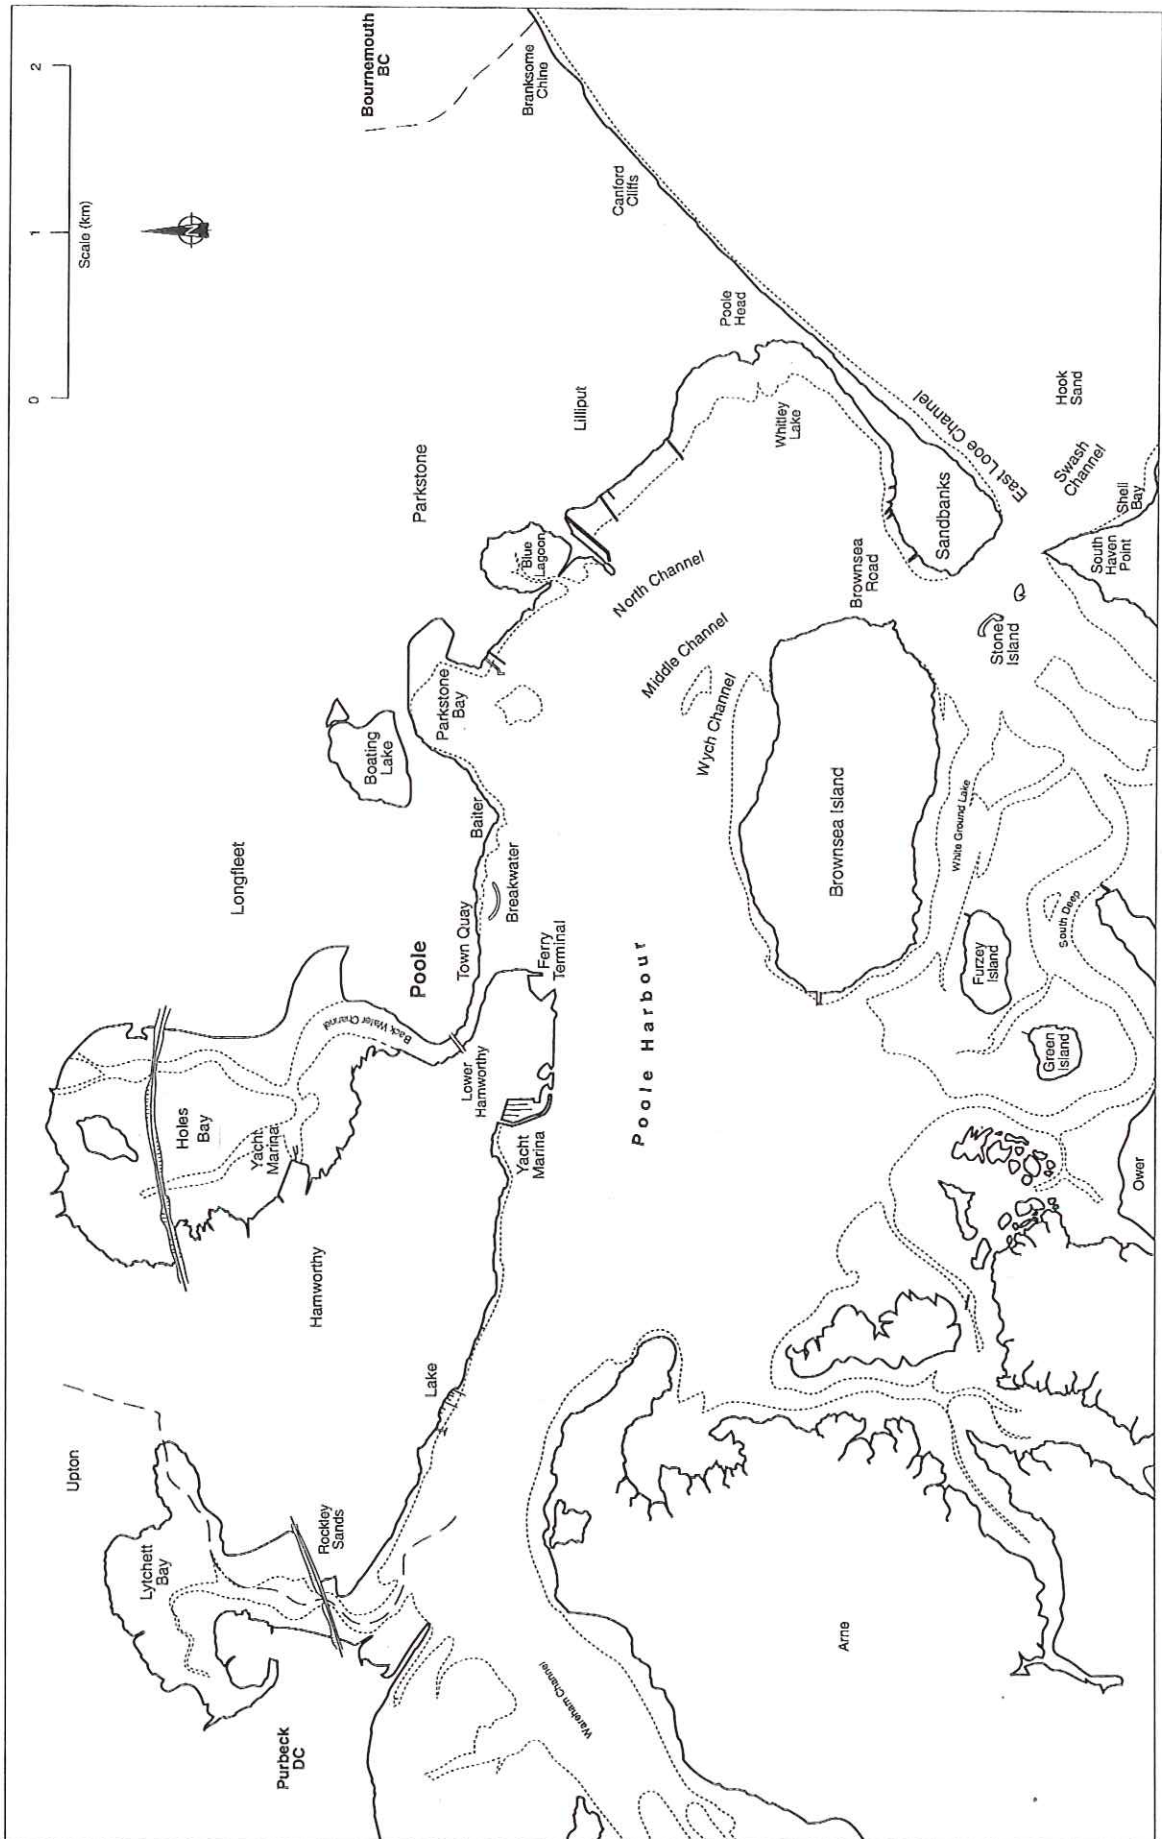 Bournemouth
BC
Branksome
Chine
Canford
Cliffs
Poole
Head
0
1
2
Scale (km)
N
Lilliput
Parkstone
Whitley
Lake
East Looe Channel
Hook
Sand
Swash
Channel
Shell
Bay
South
Haven
Point
Sandbanks
Blue
Lagoon
North Channel
Middle Channel
Wych Channel
Brownsea
Road
Stone
Island
Parkstone
Bay
Boating
Lake
Baiter
Breakwater
Town Quay
Longfleet
Poole
Ferry
Terminal
Brownsea Island
White Ground Lake
South Deep
Furzey
Island
Green
Island
Poole Harbour
Back Water Channel
Lower
Hamworthy
Yacht
Marina
Holes
Bay
Yacht
Marina
Ower
Hamworthy
Lake
Upton
Rockley
Sands
Lytchett
Bay
Arne
Wareham Channel
Purbeck
DC